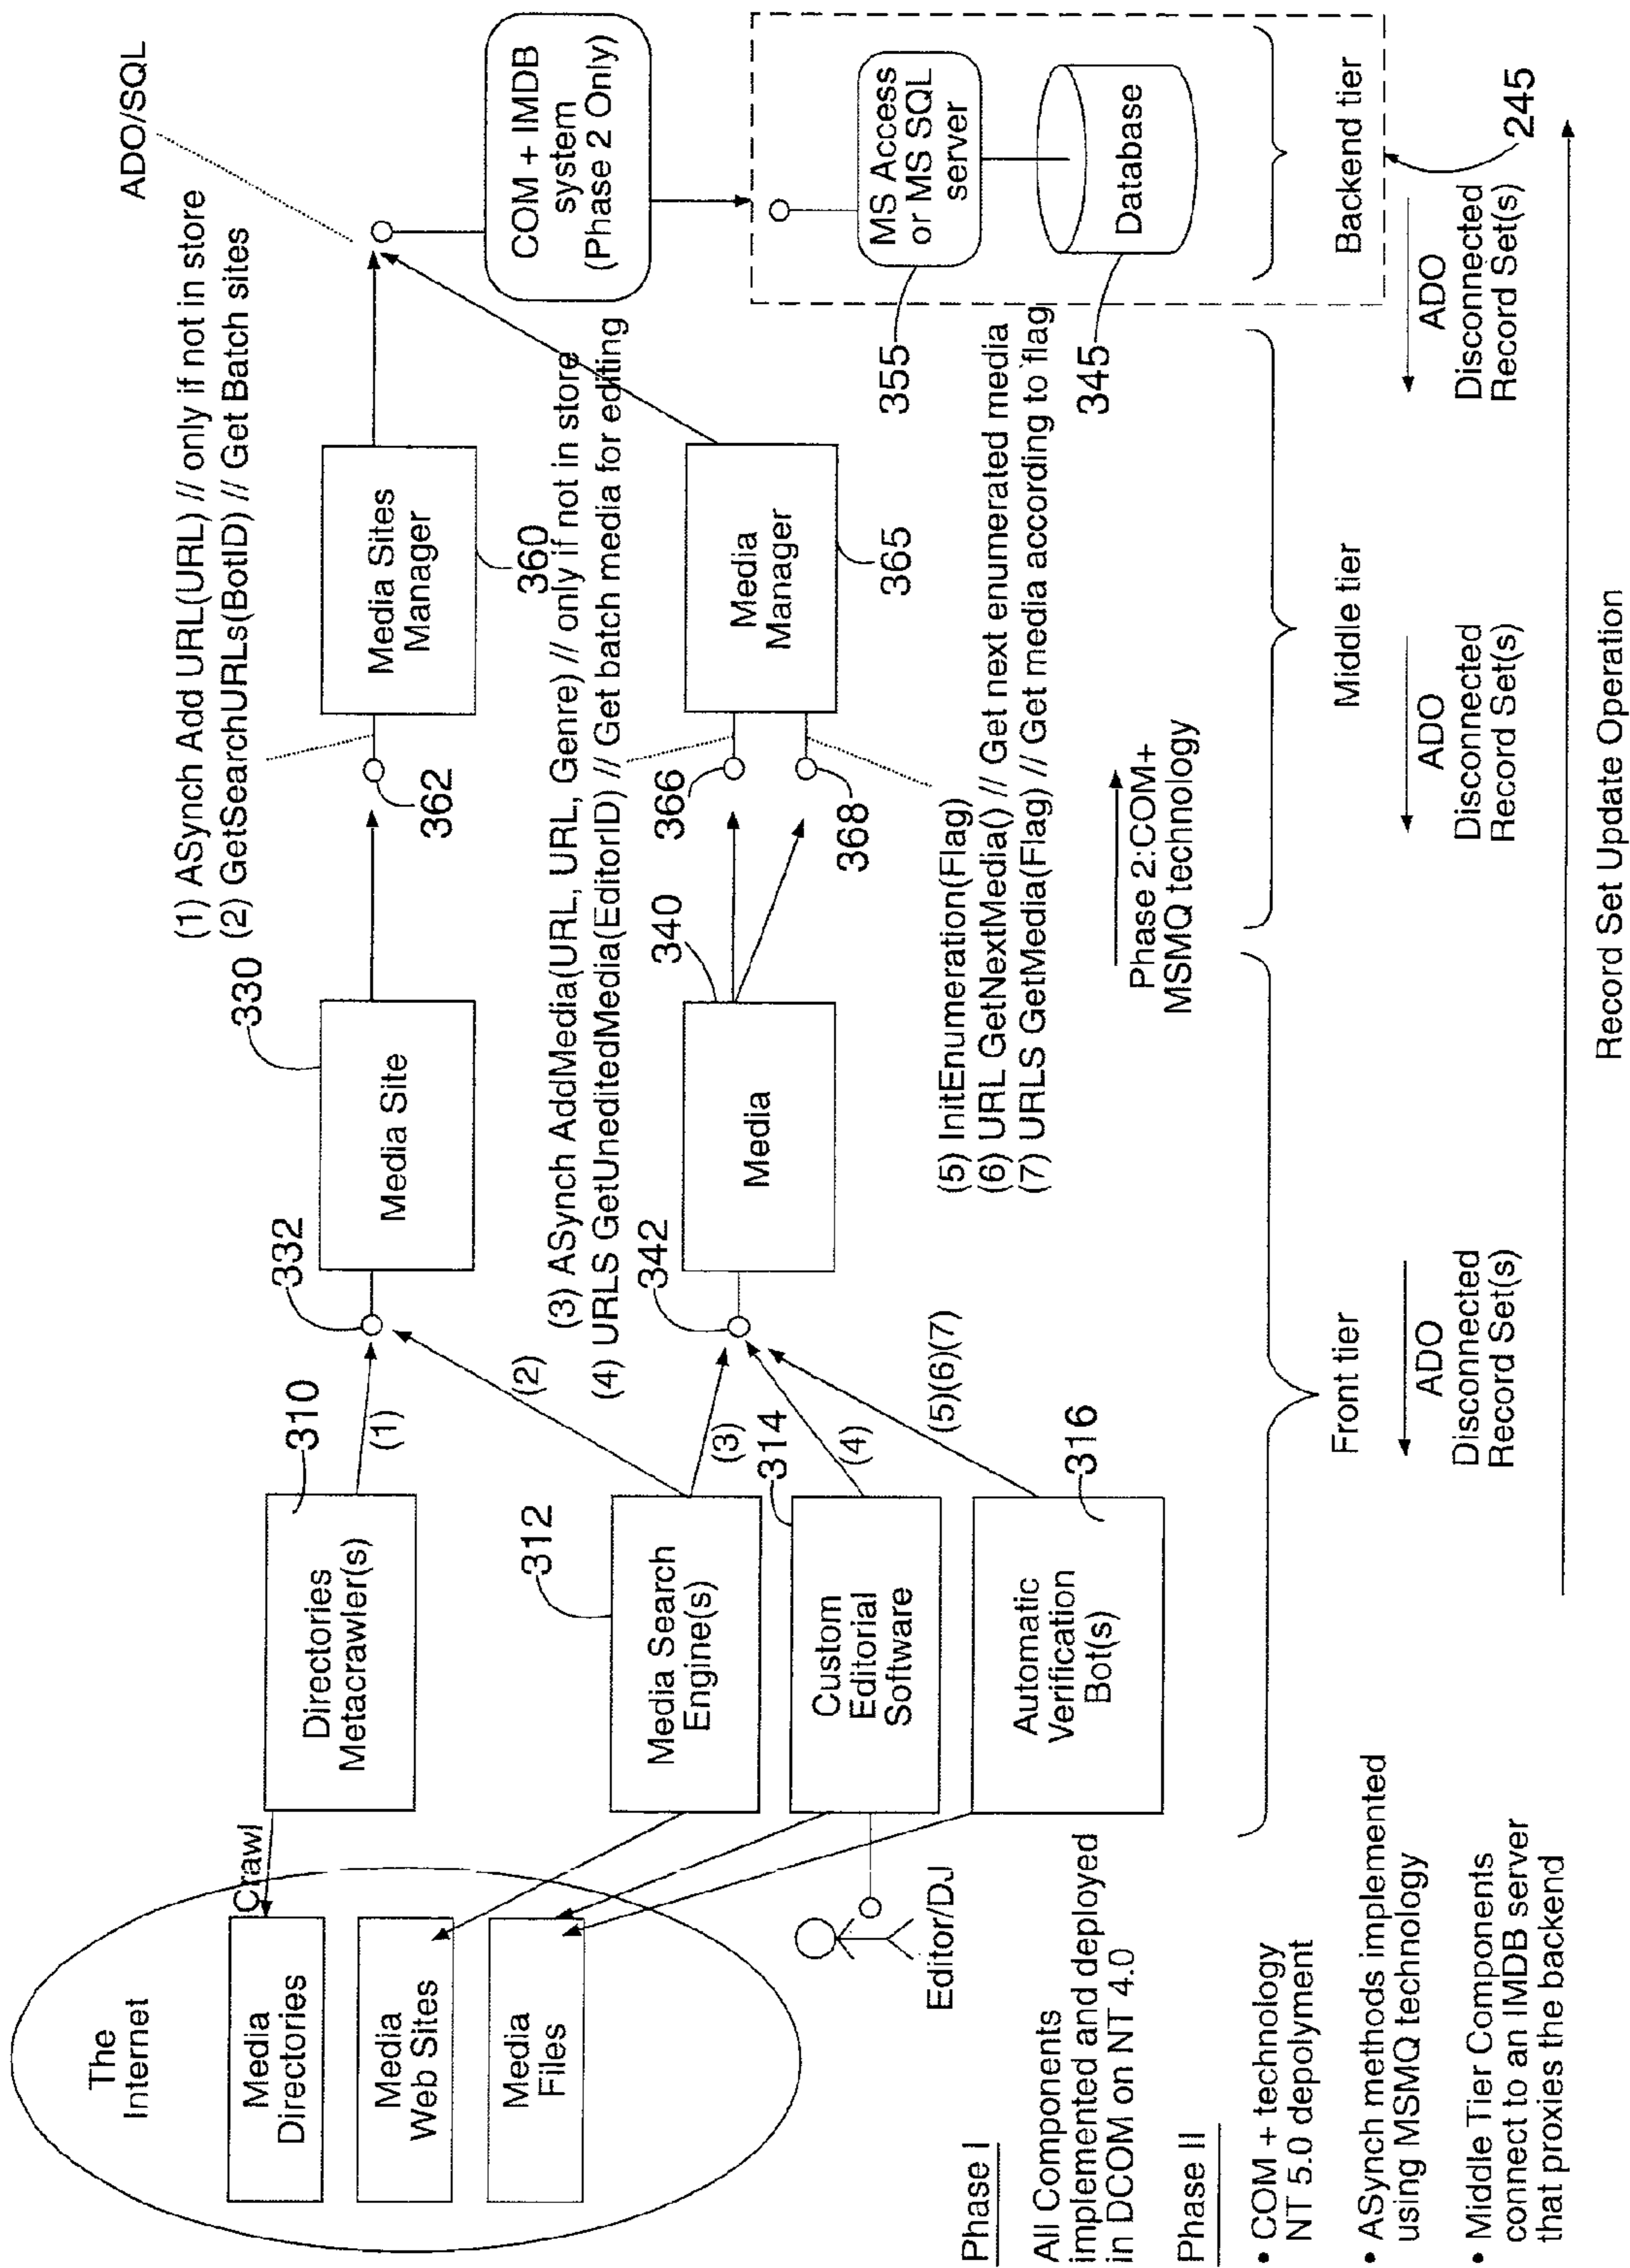 The
Internet
Media
Directories
Media
Web Sites
Media
Files
Crawl
Editor/DJ
Directories
Metacrawler(s)
310
Media Search
Engine(s)
312
Custom
Editorial
Software
314
Automatic
Verification
Bot(s)
316
(1)
(2)
(3)
(4)
(5)(6)(7)
332
Media Site
330
342
Media
340
(1) ASynch Add URL(URL) // only if not in store
(2) GetSearchURLs(BotID) // Get Batch sites
362
Media Sites
Manager
360
(3) ASynch AddMedia(URL, URL, Genre) // only if not in store
(4) URLS GetUneditedMedia(EditorID) // Get batch media for editing
366
368
Media
Manager
365
(5) InitEnumeration(Flag)
(6) URL GetNextMedia() // Get next enumerated media
(7) URLS GetMedia(Flag) // Get media according to flag
Phase 2:COM+
MSMQ technology
ADO/SQL
COM + IMDB
system
(Phase 2 Only)
MS Access
or MS SQL
server
355
Database
345
Backend tier
245
Middle tier
Front tier
ADO
Disconnected
Record Set(s)
ADO
Disconnected
Record Set(s)
ADO
Disconnected
Record Set(s)
Record Set Update Operation
Phase I
All Components
implemented and deployed
in DCOM on NT 4.0
Phase II
• COM + technology
NT 5.0 depolyment
• ASynch methods implemented
using MSMQ technology
• Middle Tier Components
connect to an IMDB server
that proxies the backend